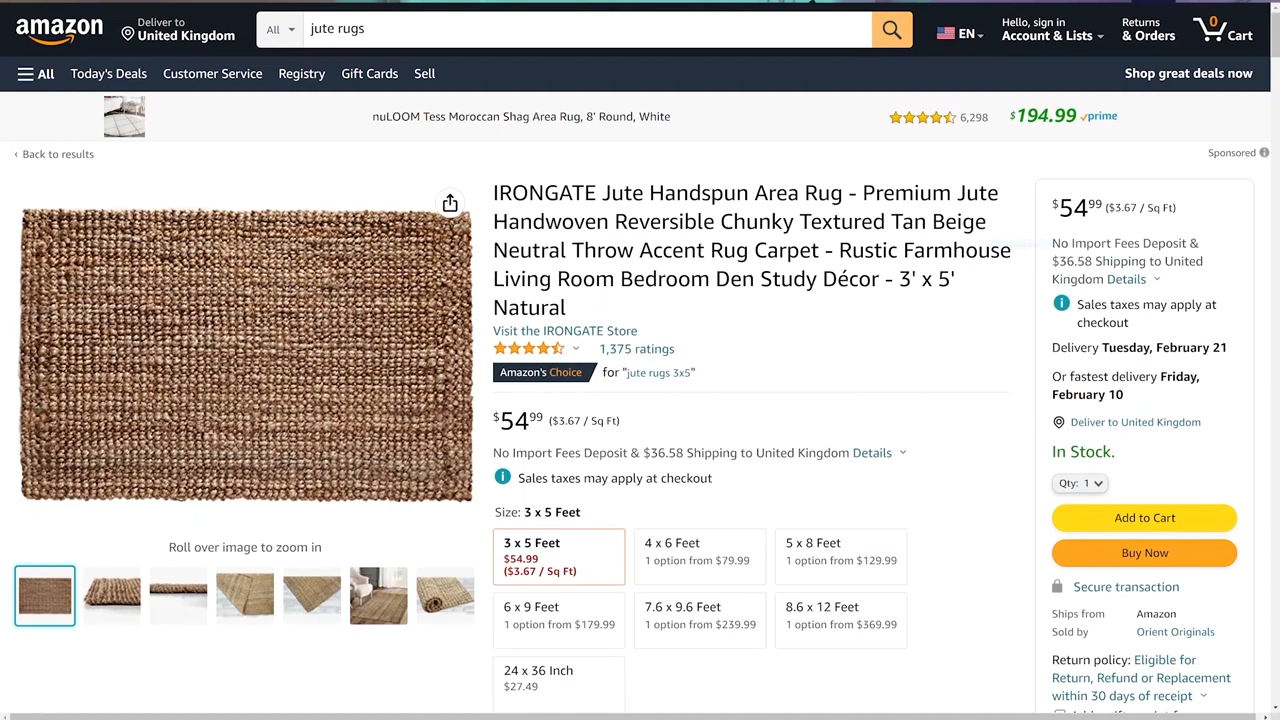 amazon
Deliver to
United Kingdom
All
jute rugs
EN
Hello, sign in
Account & Lists
Returns
& Orders
0
Cart
All
Today's Deals
Customer Service
Registry
Gift Cards
Sell
Shop great deals now
nuLOOM Tess Moroccan Shag Area Rug, 8' Round, White
6,298
$194.99
prime
‹ Back to results
Sponsored
IRONGATE Jute Handspun Area Rug - Premium Jute
Handwoven Reversible Chunky Textured Tan Beige
Neutral Throw Accent Rug Carpet - Rustic Farmhouse
Living Room Bedroom Den Study Décor - 3' x 5'
Natural
Visit the IRONGATE Store
1,375 ratings
Amazon's Choice for "jute rugs 3x5"
$54.99 ($3.67 / Sq Ft)
No Import Fees Deposit & $36.58 Shipping to United Kingdom Details
Sales taxes may apply to checkout
Size: 3 x 5 Feet
3 x 5 Feet
$54.99
($3.67 / Sq Ft)
4 x 6 Feet
1 option from $79.99
5 x 8 Feet
1 option from $129.99
6 x 9 Feet
1 option from $179.99
7.6 x 9.6 Feet
1 option from $239.99
8.6 x 12 Feet
1 option from $369.99
24 x 36 Inch
$27.49
Roll over image to zoom in
$54.99 ($3.67 / Sq Ft)
No Import Fees Deposit &
$36.58 Shipping to United
Kingdom Details
Sales taxes may apply at
checkout
Delivery Tuesday, February 21
Or fastest delivery Friday,
February 10
Deliver to United Kingdom
In Stock.
Qty: 1
Add to Cart
Buy Now
Secure transaction
Ships from Amazon
Sold by Orient Originals
Return policy: Eligible for
Return, Refund or Replacement
within 30 days of receipt